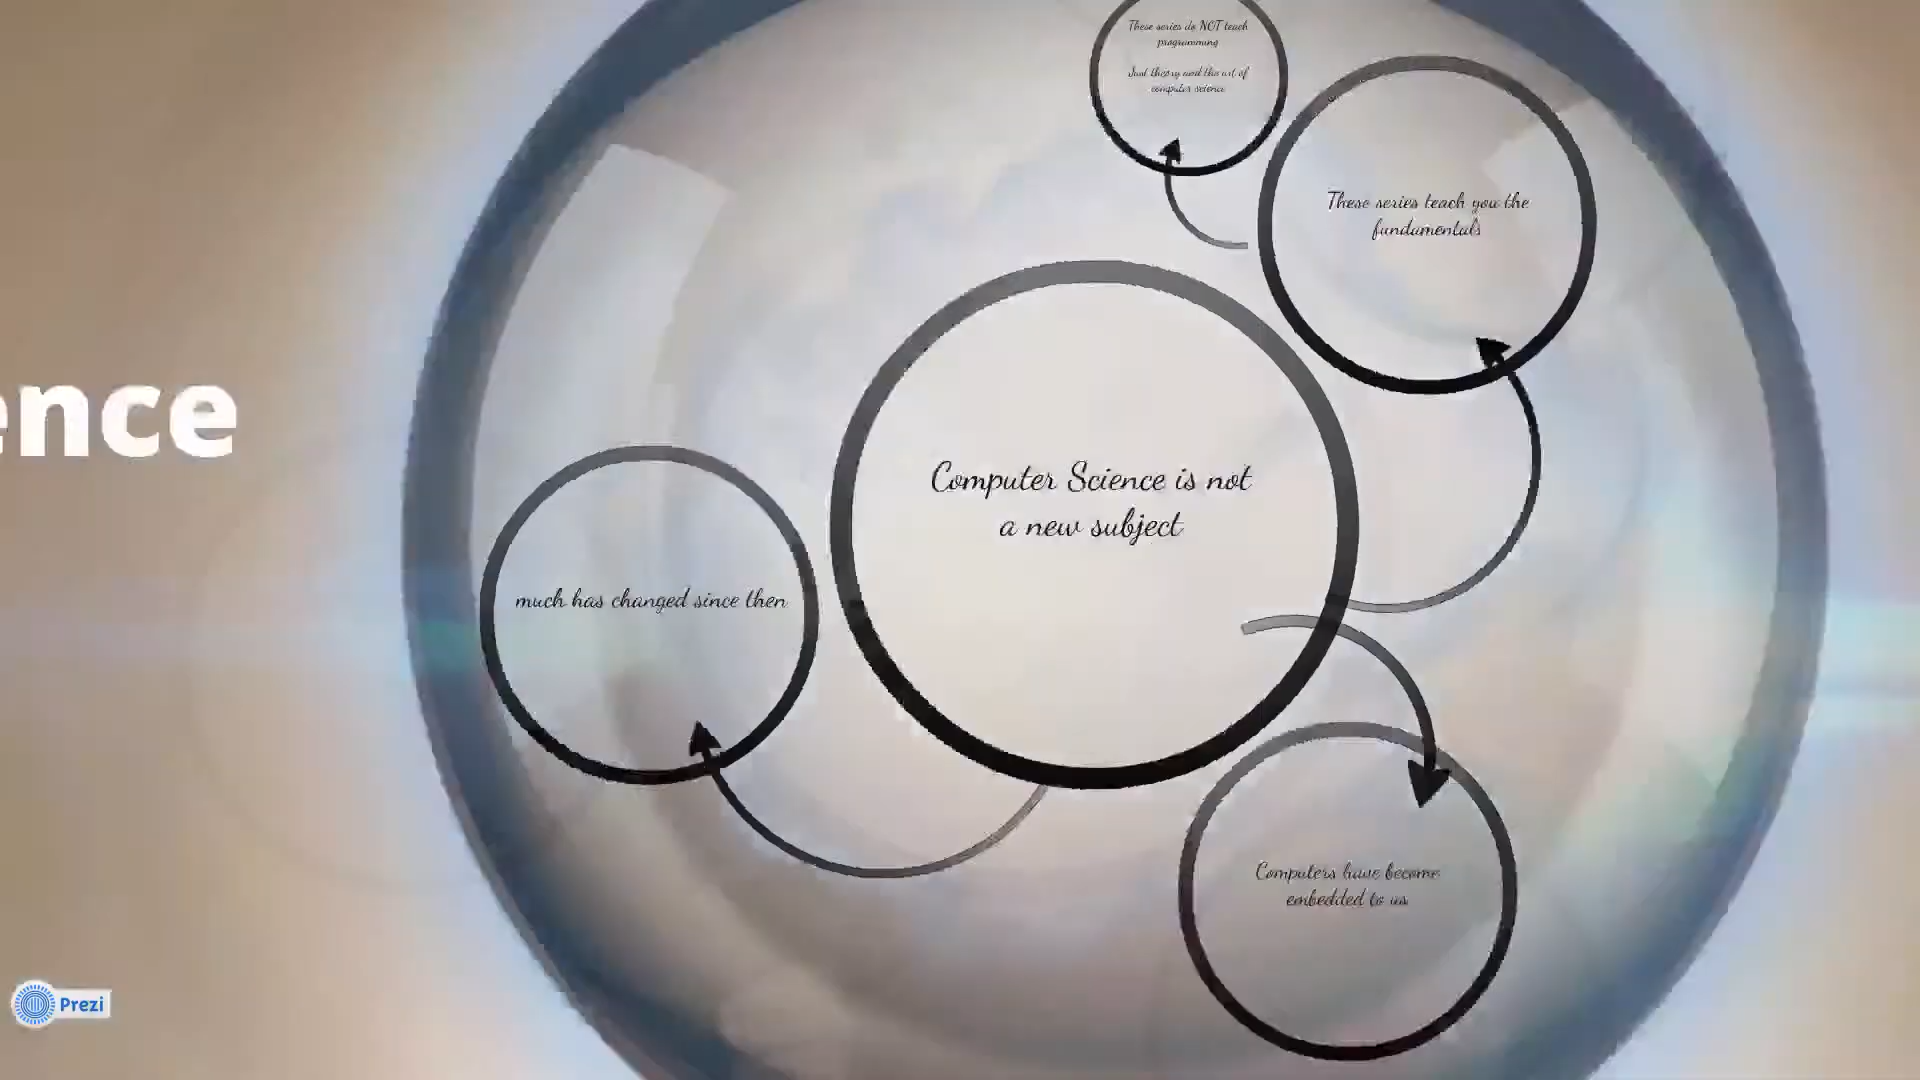 These series do NOT teach
programming
Just theory and the art of
computer science
These series teach you the
fundamentals
ence
Computer Science is not
a new subject
much has changed since then
Computers have become
embedded to us
Prezi